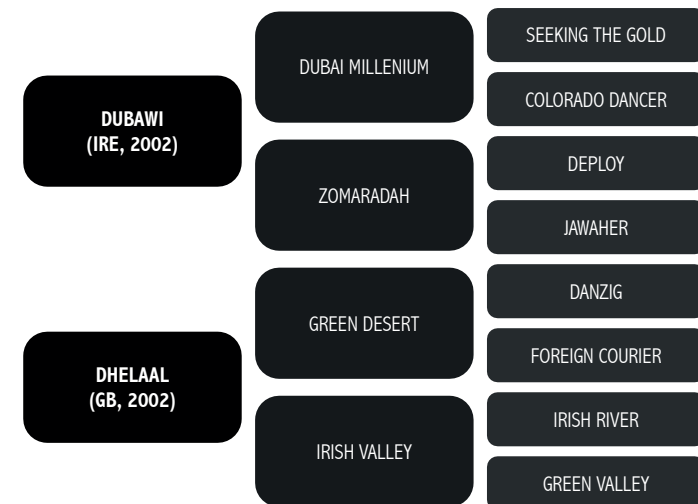 DUBAWI
(IRE, 2002)
DHELAAL
(GB, 2002)
DUBAI MILLENIUM
ZOMARADAH
GREEN DESERT
IRISH VALLEY
SEEKING THE GOLD
COLORADO DANCER
DEPLOY
JAWAHER
DANZIG
FOREIGN COURIER
IRISH RIVER
GREEN VALLEY